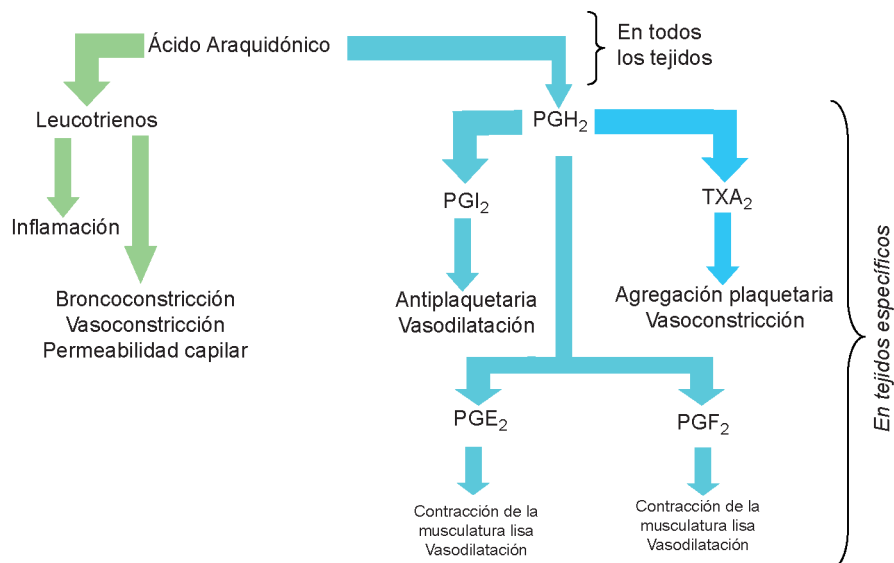 Ácido Araquidónico
En todos
los tejidos
Leucotrienos
PGH₂
Inflamación
PGI₂
TXA₂
Broncoconstricción
Vasoconstricción
Permeabilidad capilar
Antiplaquetaria
Vasodilatación
Agregación plaquetaria
Vasoconstricción
PGE₂
PGF₂
Contracción de la
musculatura lisa
Vasodilatación
Contracción de la
musculatura lisa
Vasodilatación
En tejidos específicos